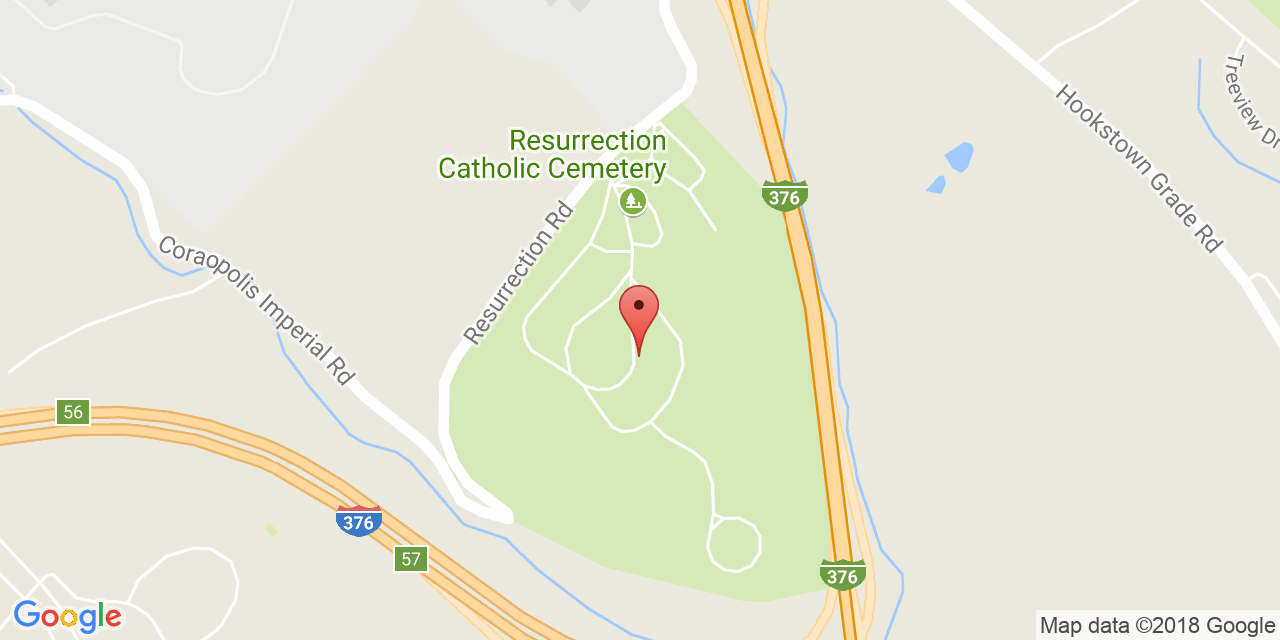 Treeview Dr
Hookstown Grade Rd
Resurrection
Catholic Cemetery
376
Resurrection Rd
Coraopolis Imperial Rd
56
376
57
376
Google
Map data ©2018 Google